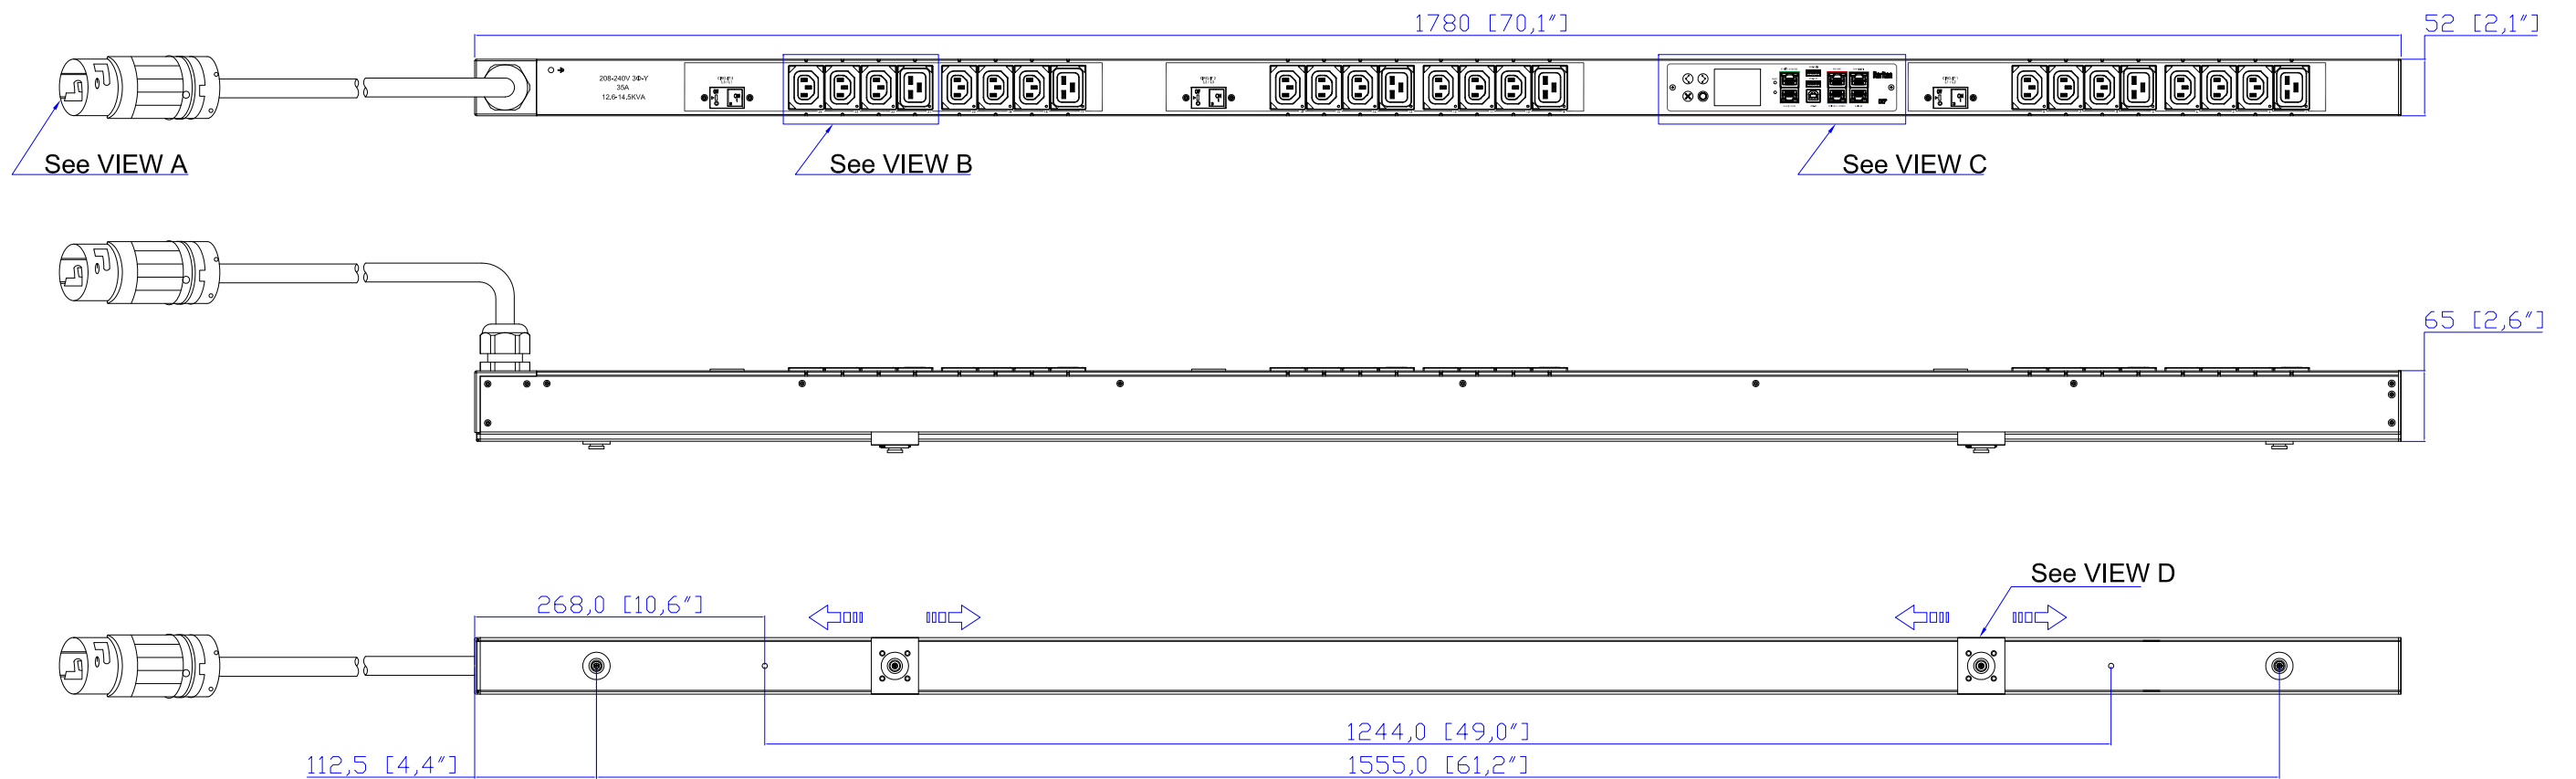 1780 [70,1"]
52 [2,1"]
208-240V 3Φ-Y
35A
12,6-14,5KVA
Raritan
See VIEW A
See VIEW B
See VIEW C
65 [2,6"]
See VIEW D
268,0 [10,6"]
1244,0 [49,0"]
112,5 [4,4"]
1555,0 [61,2"]